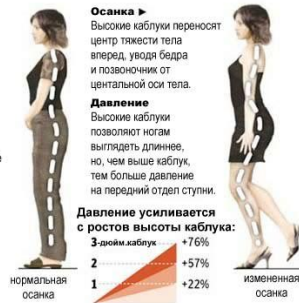 Осанка ►
Высокие каблуки переносят
центр тяжести тела
вперед, уводя бедра
и позвоночник от
центальной оси тела.
Давление
Высокие каблуки
позволяют ногам
выглядеть длиннее,
но, чем выше каблук,
тем больше давление
на передний отдел ступни.
Давление усиливается
с ростов высоты каблука:
3-дюйм.каблук +76%
2 +57%
1 +22%
нормальная
осанка
измененная
осанка